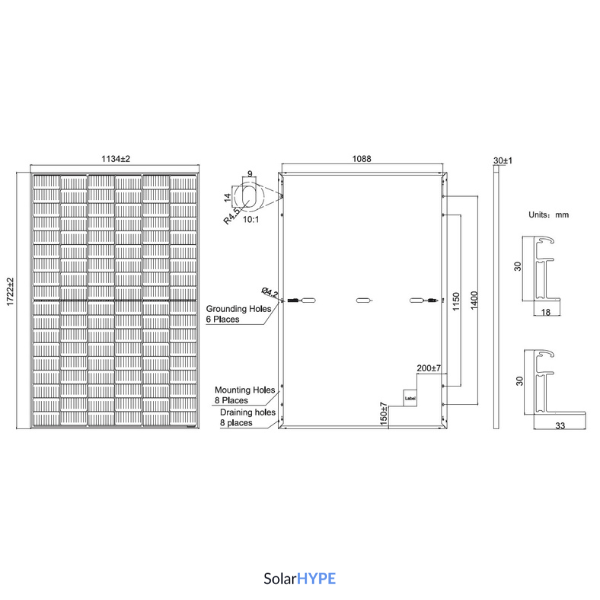 1134±2
1088
30±1
9
14
R4.5
10:1
Units: mm
1722±2
Ø4.2
Grounding Holes
6 Places
1150
1400
30
18
200±7
Mounting Holes
8 Places
Label
Draining holes
8 places
150±7
30
33
SolarHYPE